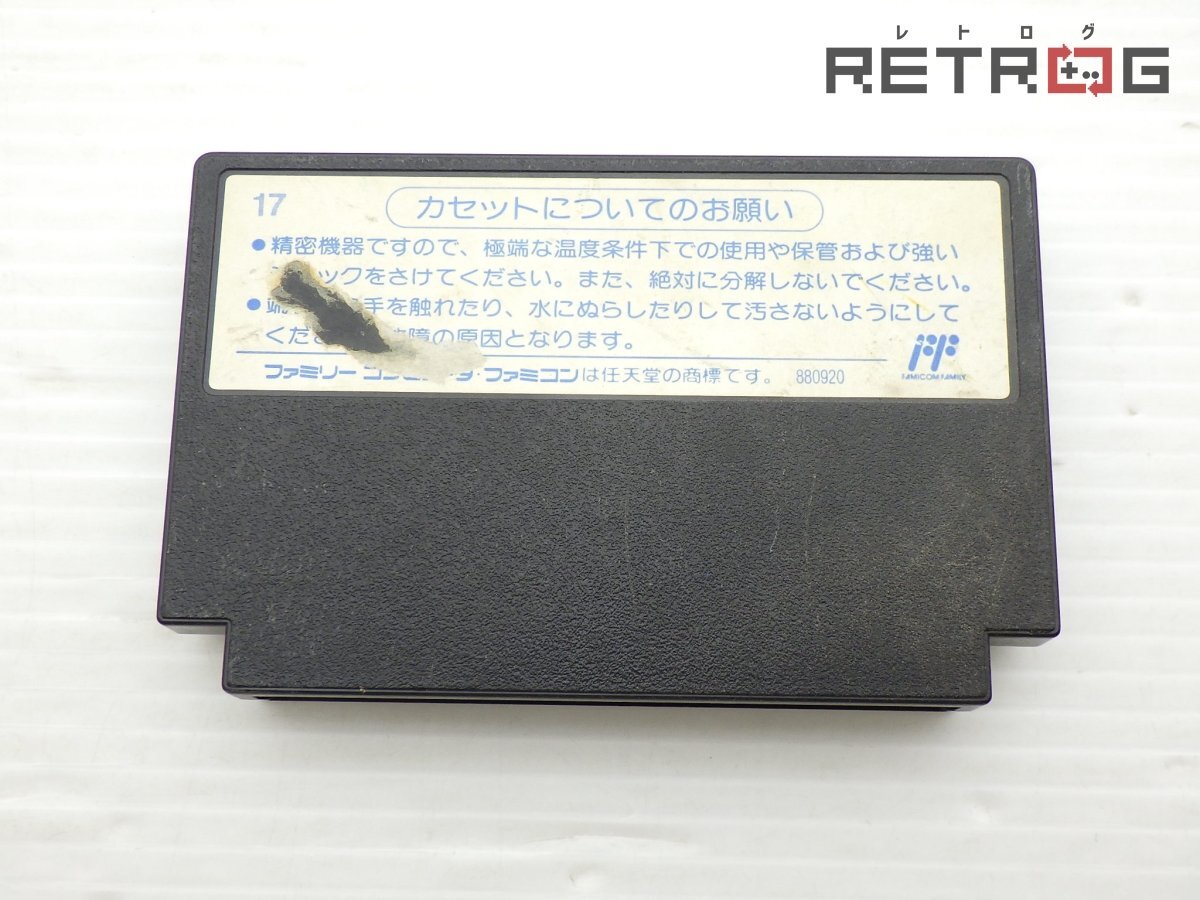 レトログ
RETROG
17
カセットについてのお願い
●精密機器ですので、極端な温度条件下での使用や保管および強い
ックをさけてください。また、絶対に分解しないでください。
●端 手を触れたり、水にぬらしたりして汚さないようにして
くだ 障の原因となります。
ファミリー コン ・ファミコンは任天堂の商標です。 880920
FAMICOM FAMILY